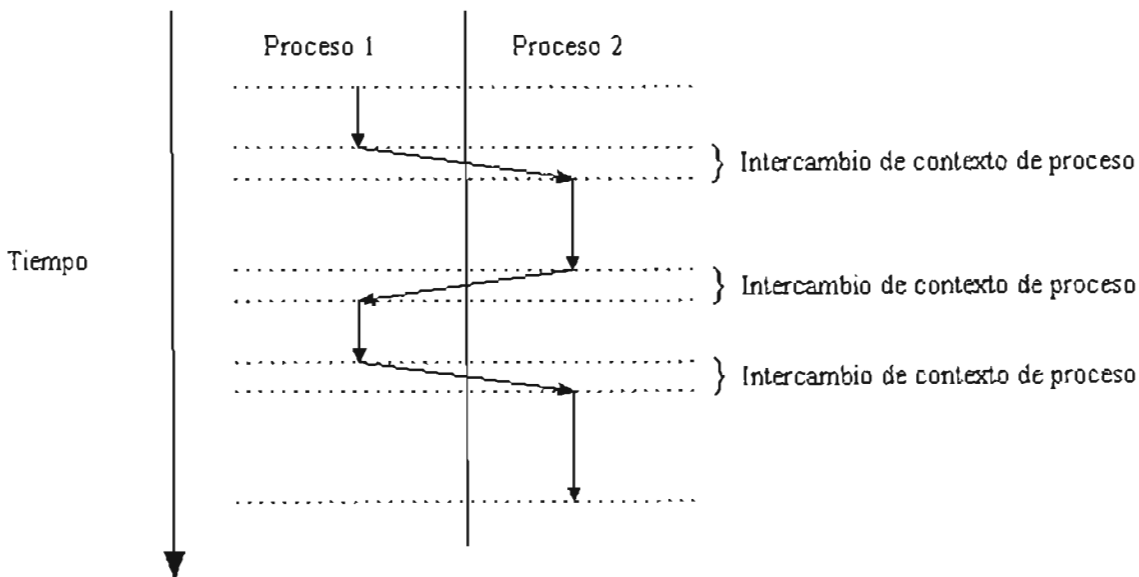 Proceso 1
Proceso 2
} Intercambio de contexto de proceso
Tiempo
} Intercambio de contexto de proceso
} Intercambio de contexto de proceso